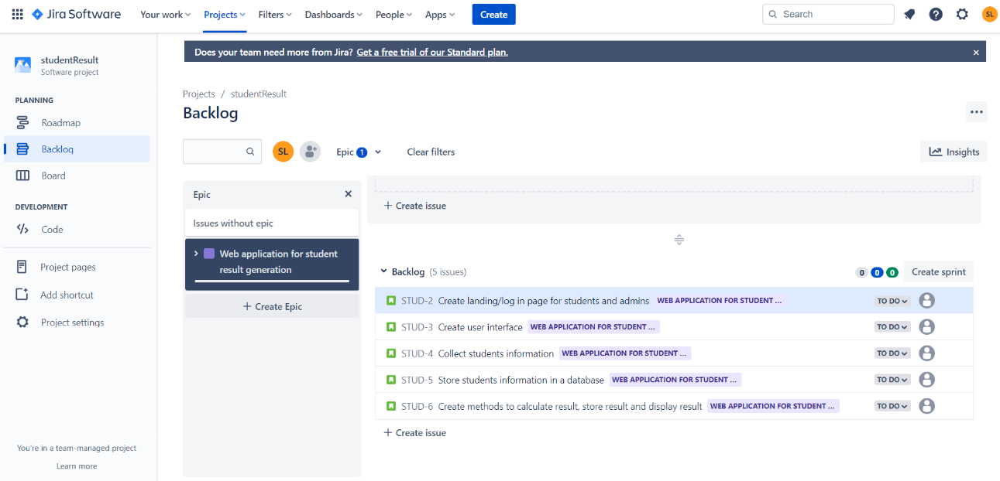 Jira Software Your work Projects Filters Dashboards People Apps Create Search SL
studentResult
Software project
PLANNING
Roadmap
Backlog
Board
DEVELOPMENT
Code
Project pages
Add shortcut
Project settings
You're in a team-managed project
Learn more
Does your team need more from Jira? Get a free trial of our Standard plan.
Projects / studentResult
Backlog
SL Epic 1 Clear filters Insights
Epic
Issues without epic
Web application for student
result generation
+ Create Epic
+ Create issue
Backlog (5 issues) 0 0 0 Create sprint
STUD-2 Create landing/log in page for students and admins WEB APPLICATION FOR STUDENT ... TO DO
STUD-3 Create user interface WEB APPLICATION FOR STUDENT ... TO DO
STUD-4 Collect students information WEB APPLICATION FOR STUDENT ... TO DO
STUD-5 Store students information in a database WEB APPLICATION FOR STUDENT ... TO DO
STUD-6 Create methods to calculate result, store result and display result WEB APPLICATION FOR STUDENT ... TO DO
+ Create issue